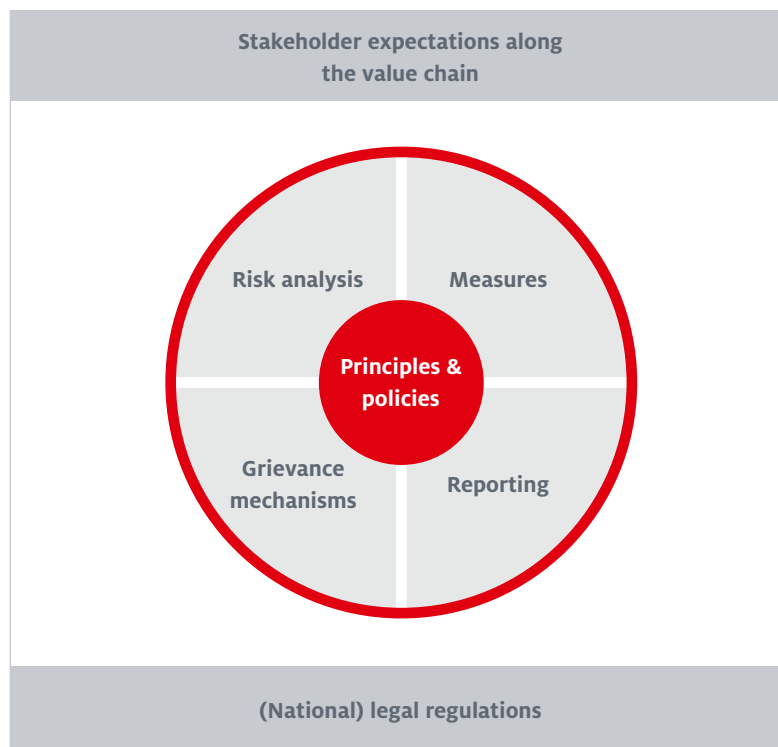 Stakeholder expectations along
the value chain
Risk analysis
Measures
Principles &
policies
Grievance
mechanisms
Reporting
(National) legal regulations